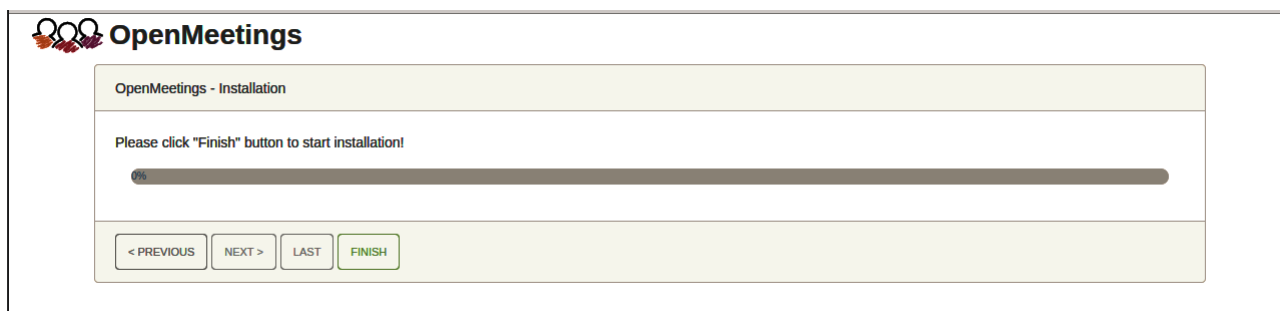 OpenMeetings
OpenMeetings - Installation
Please click "Finish" button to start installation!
0%
< PREVIOUS NEXT > LAST FINISH